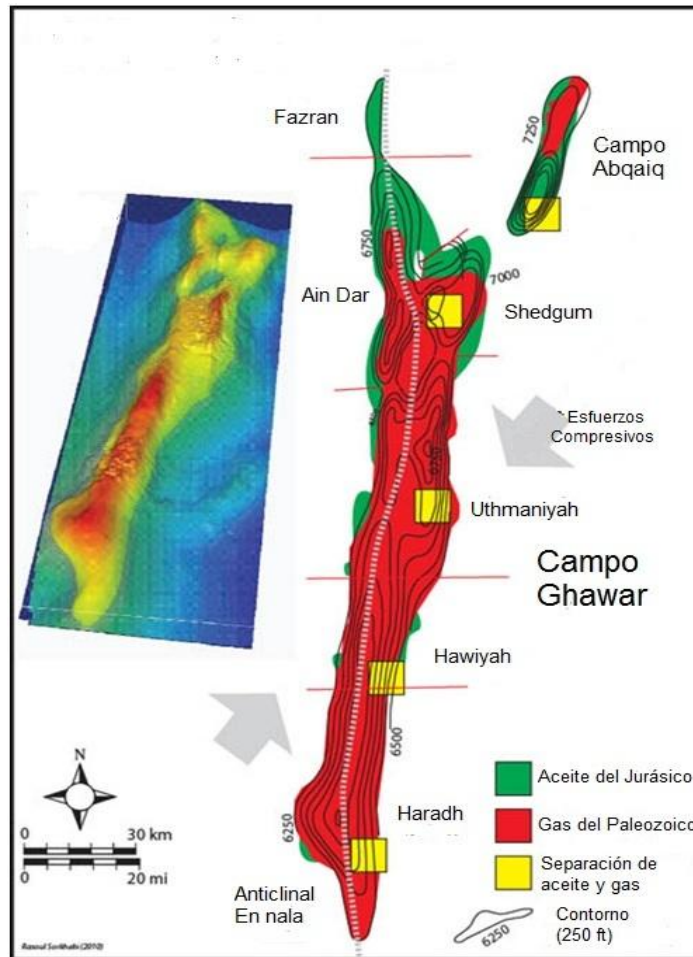 Fazran
7250
Campo
Abqaiq
6750
7000
Ain Dar
Shedgum
Esfuerzos
Compresivos
Uthmaniyah
Campo
Ghawar
Hawiyah
6500
N
Aceite del Jurásico
0 30 km
Haradh
6250
Gas del Paleozoico
0 20 mi
Separación de
aceite y gas
Anticlinal
En nala
Contorno
(250 ft)
6250
Rasoul Sorkhabi (2010)